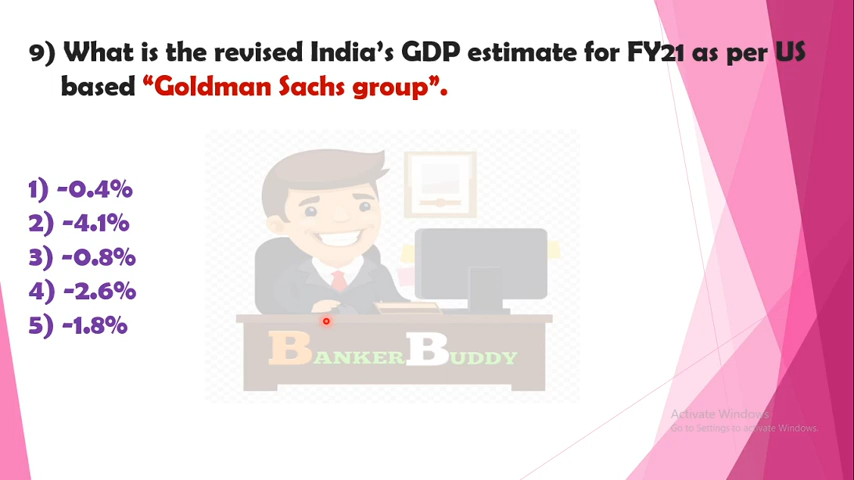 9) What is the revised India's GDP estimate for FY21 as per US
based “Goldman Sachs group”.
1) -0.4%
2) -4.1%
3) -0.8%
4) -2.6%
5) -1.8%
BANKERBUDDY
Activate Windows
Go to Settings to activate Windows.